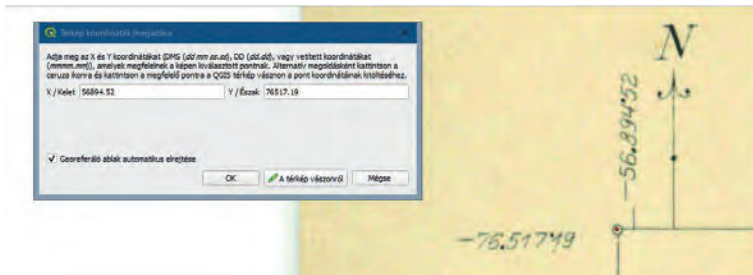 Térkép koordináták megadása
Adja meg az X és Y koordinátákat (DMS (dd mm ss.ss), DD (dd.dd), vagy vetített koordinátákat
(mmmm.mm)), amelyek megfelelnek a képen kiválasztott pontnak. Alternatív megoldásként kattintson a
ceruza ikonra és kattintson a megfelelő pontra a QGIS térkép vásznon a pont koordinátáinak kitöltéséhez.
X / Kelet 56894.52 Y / Észak 76517.19
✓ Georeferáló ablak automatikus elrejtése
OK A térkép vászonról Mégse
N
-56.894'52
-76.517'19